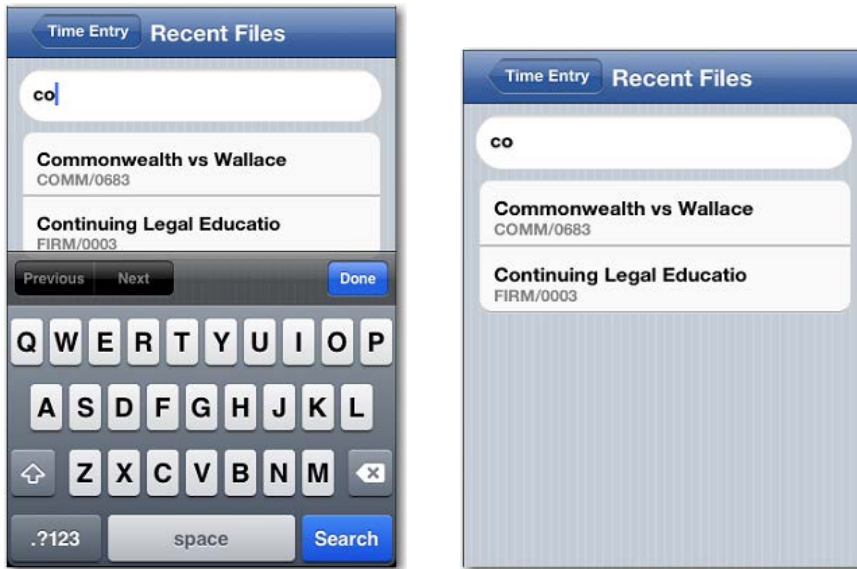 Time Entry Recent Files
co
Commonwealth vs Wallace
COMM/0683
Continuing Legal Educatio
FIRM/0003
Previous Next Done
Q W E R T Y U I O P
A S D F G H J K L
Z X C V B N M
.?123 space Search
Time Entry Recent Files
co
Commonwealth vs Wallace
COMM/0683
Continuing Legal Educatio
FIRM/0003